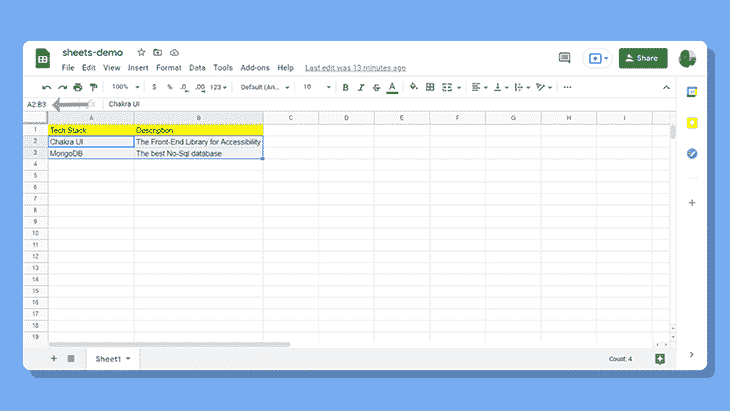 sheets-demo
File Edit View Insert Format Data Tools Add-ons Help Last edit was 13 minutes ago
Share
100% $ % .0 .00 123 Default (Ari... 10 B I S A
A2:B3 fx Chakra UI
A B C D E F G H I
1 Tech Stack Description
2 Chakra UI The Front-End Library for Accessibility
3 MongoDB The best No-Sql database
4
5
6
7
8
9
10
11
12
13
14
15
16
17
18
19
Sheet1 Count: 4